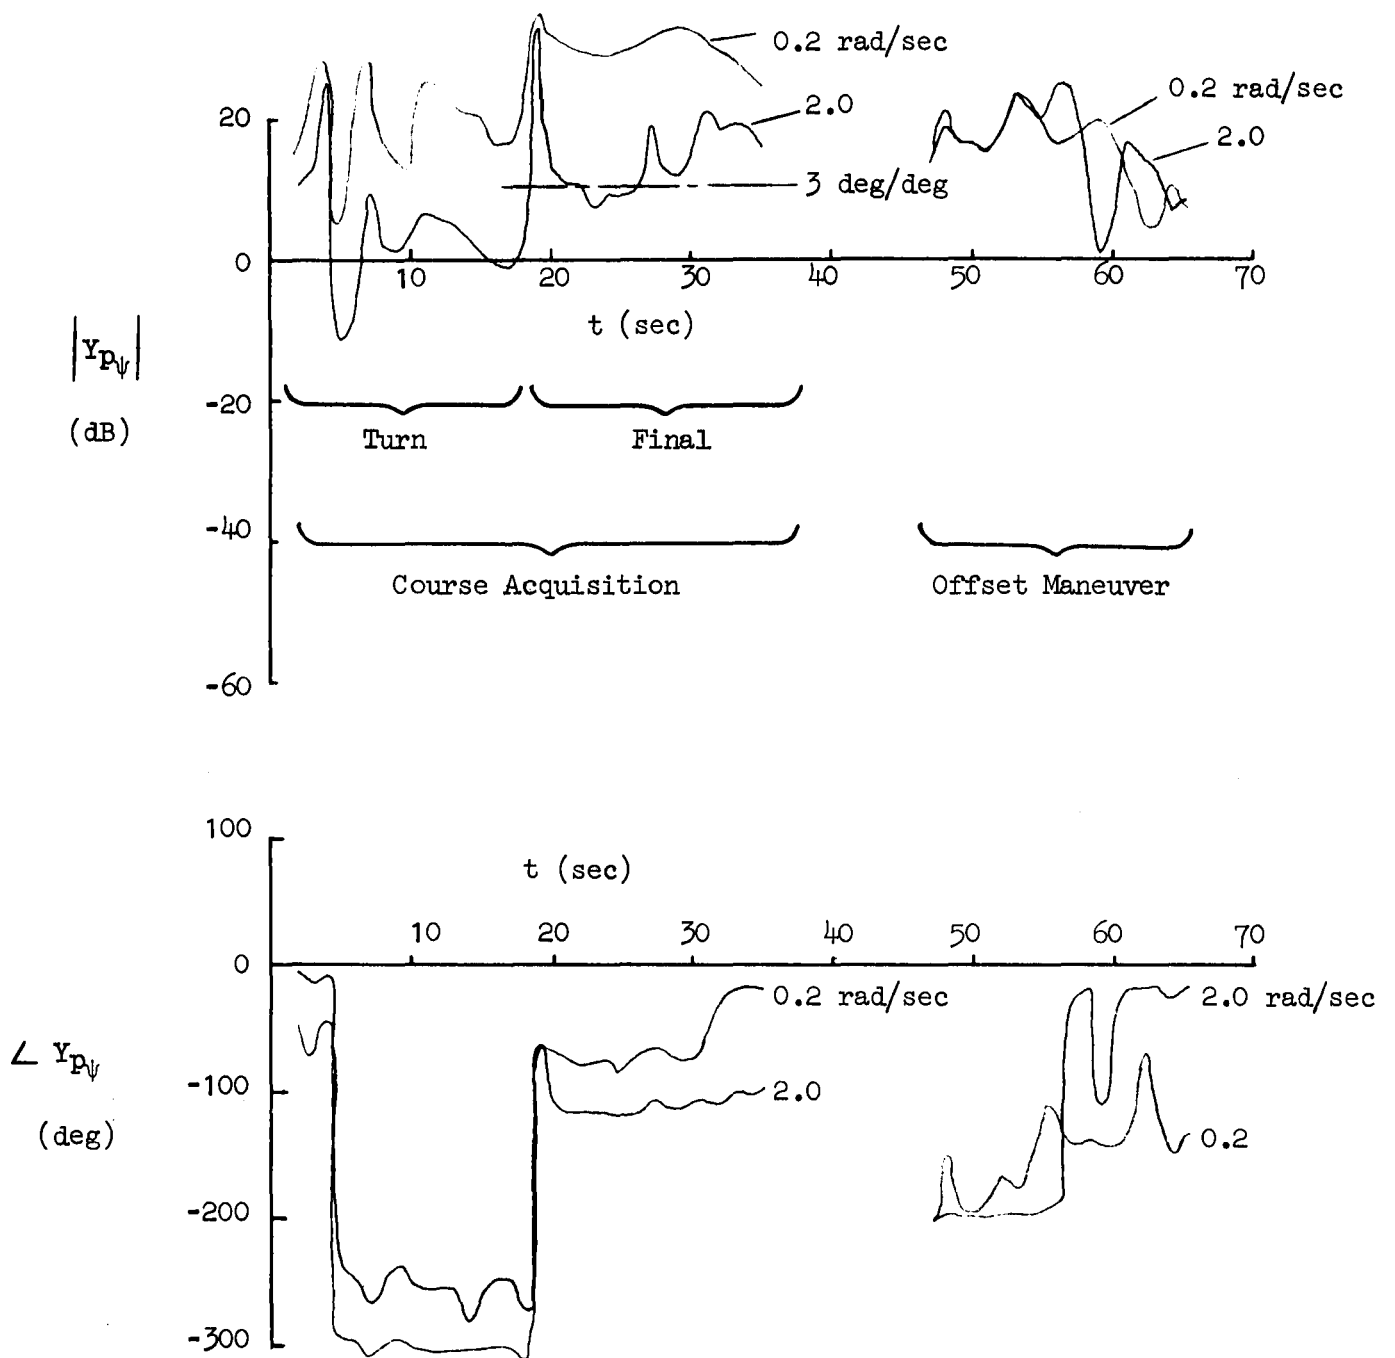 0.2 rad/sec
2.0
3 deg/deg
0.2 rad/sec
2.0
20
0
-20
-40
-60
10 20 30 40 50 60 70
t (sec)
|Ypψ|
(dB)
Turn
Final
Course Acquisition
Offset Maneuver
100
0
-100
-200
-300
t (sec)
10 20 30 40 50 60 70
∠ Ypψ
(deg)
0.2 rad/sec
2.0
2.0 rad/sec
0.2